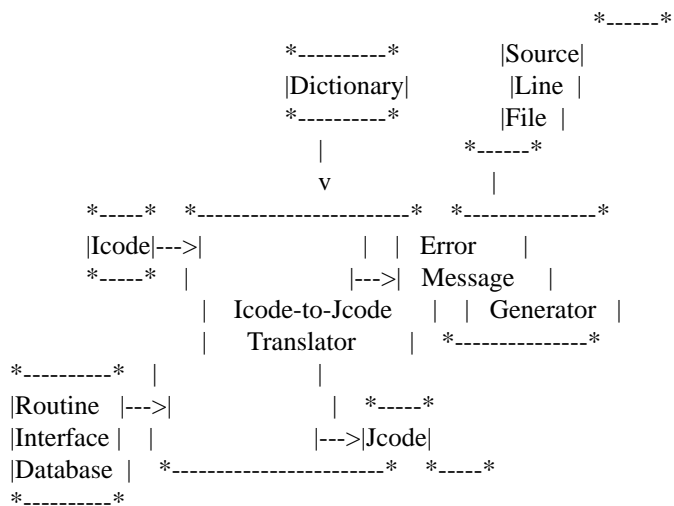 *------*
*----------* |Source|
|Dictionary| |Line |
*----------* |File |
| *------*
v |
*-----* *------------------------* *---------------*
|Icode|--->| | | Error |
*-----* | |--->| Message |
| Icode-to-Jcode | | Generator |
| Translator | *---------------*
*----------* | |
|Routine |--->| | *-----*
|Interface | | |--->|Jcode|
|Database | *-------------------------* *-----*
*----------*